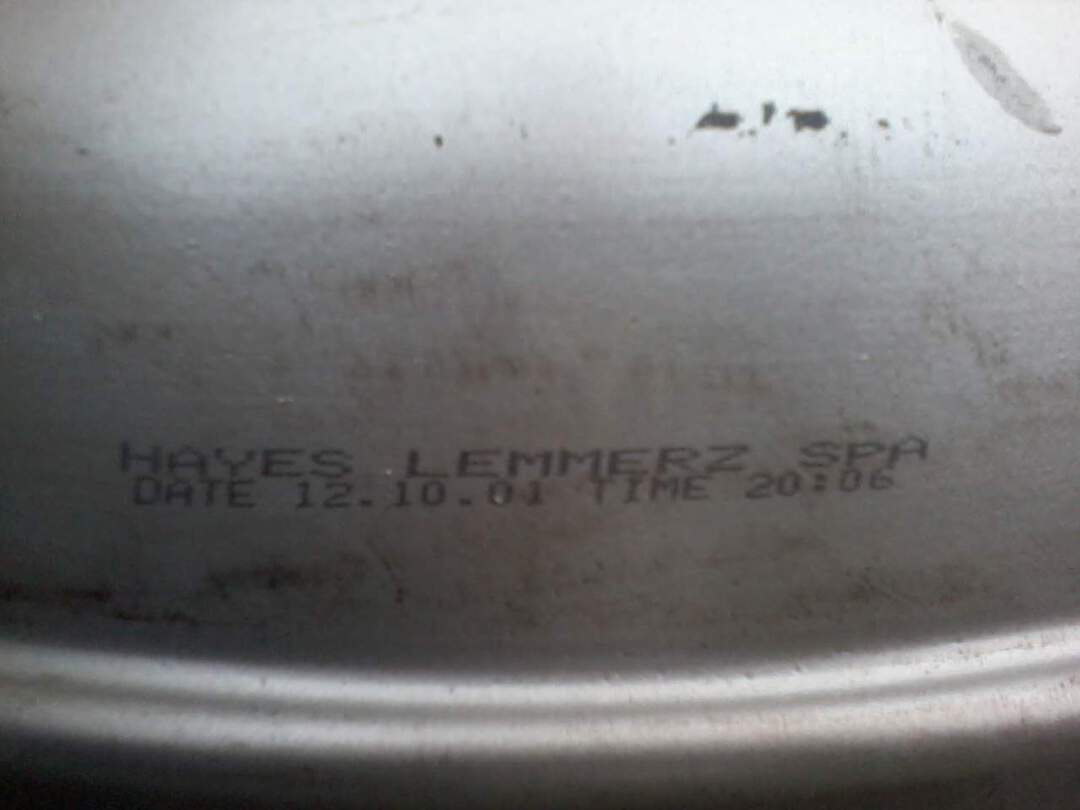 HAYES LEMMERZ SPA
DATE 12.10.01 TIME 20:06